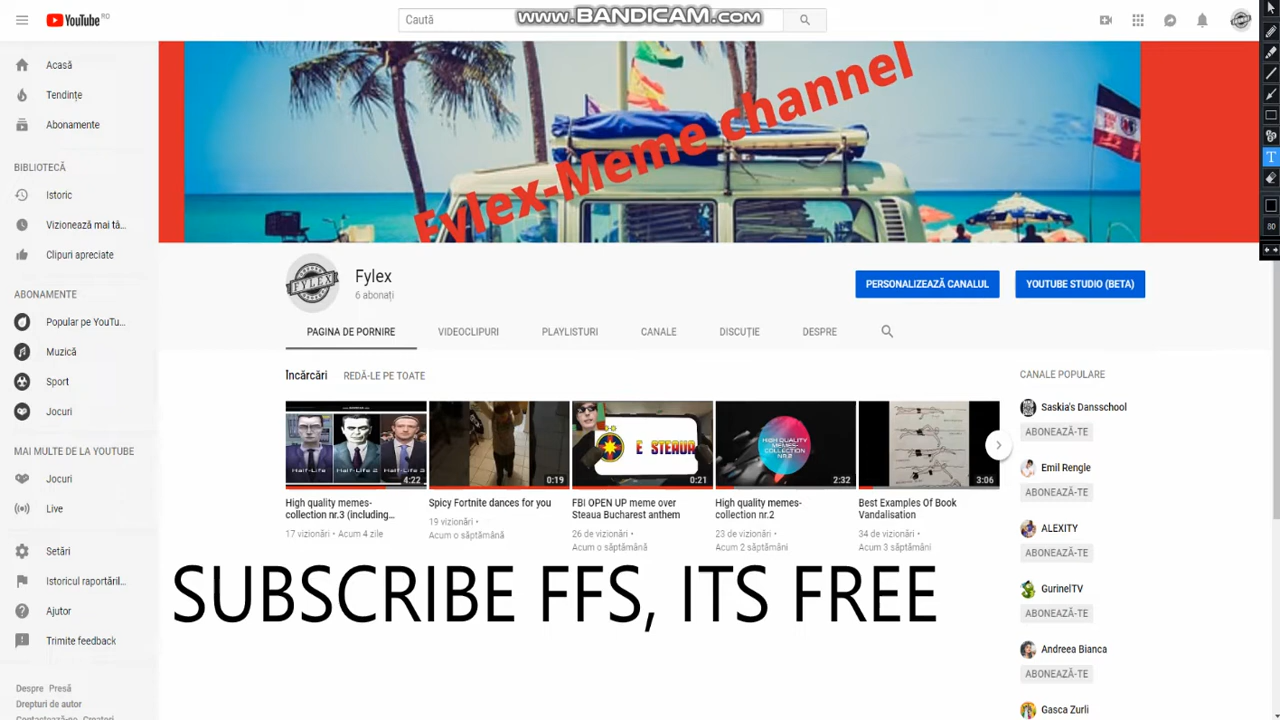 YouTube RO
Caută
www.BANDICAM.com
Acasă
Tendințe
Abonamente
BIBLIOTECĂ
Istoric
Vizionează mai tâ...
Clipuri apreciate
ABONAMENTE
Popular pe YouTu...
Muzică
Sport
Jocuri
MAI MULTE DE LA YOUTUBE
Jocuri
Live
Setări
Istoricul raportăril...
Ajutor
Trimite feedback
Despre Presă
Drepturi de autor
Contactează-ne Creatori
Fylex-Meme channel
FYLEX
Fylex
6 abonați
PERSONALIZEAZĂ CANALUL
YOUTUBE STUDIO (BETA)
PAGINA DE PORNIRE
VIDEOCLIPURI
PLAYLISTURI
CANALE
DISCUȚIE
DESPRE
Încărcări
REDĂ-LE PE TOATE
Half-Life
Half-Life 2
Half-Life 3
4:22
High quality memes-
collection nr.3 (including...
17 vizionări • Acum 4 zile
0:19
Spicy Fortnite dances for you
19 vizionări •
Acum o săptămână
E STEAUA
0:21
FBI OPEN UP meme over
Steaua Bucharest anthem
26 de vizionări •
Acum o săptămână
HIGH QUALITY
MEMES-
COLLECTION
NR.2
2:32
High quality memes-
collection nr.2
23 de vizionări •
Acum 2 săptămâni
3:06
Best Examples Of Book
Vandalisation
34 de vizionări •
Acum 3 săptămâni
SUBSCRIBE FFS, ITS FREE
CANALE POPULARE
Saskia's Dansschool
ABONEAZĂ-TE
Emil Rengle
ABONEAZĂ-TE
ALEXITY
ABONEAZĂ-TE
GurinelTV
ABONEAZĂ-TE
Andreea Bianca
ABONEAZĂ-TE
Gasca Zurli
T
80